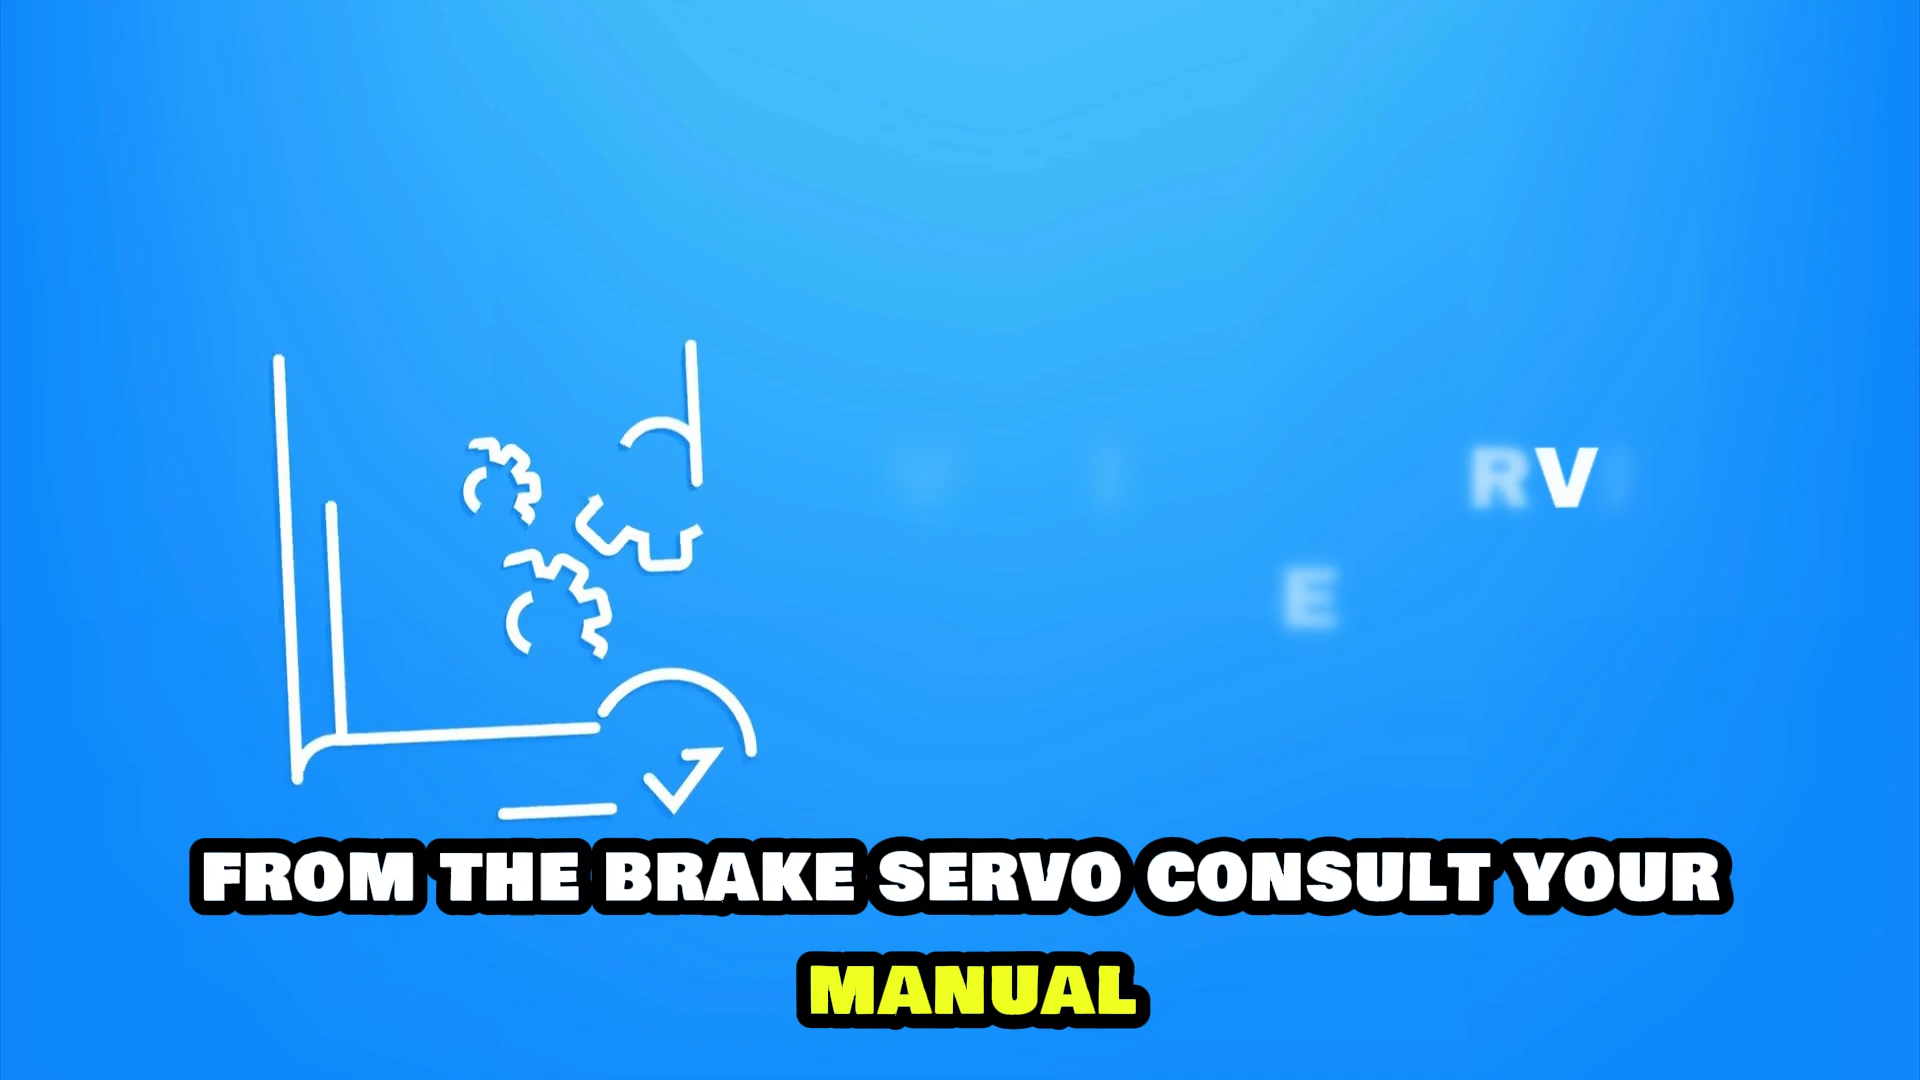 RV
E
FROM THE BRAKE SERVO CONSULT YOUR
MANUAL